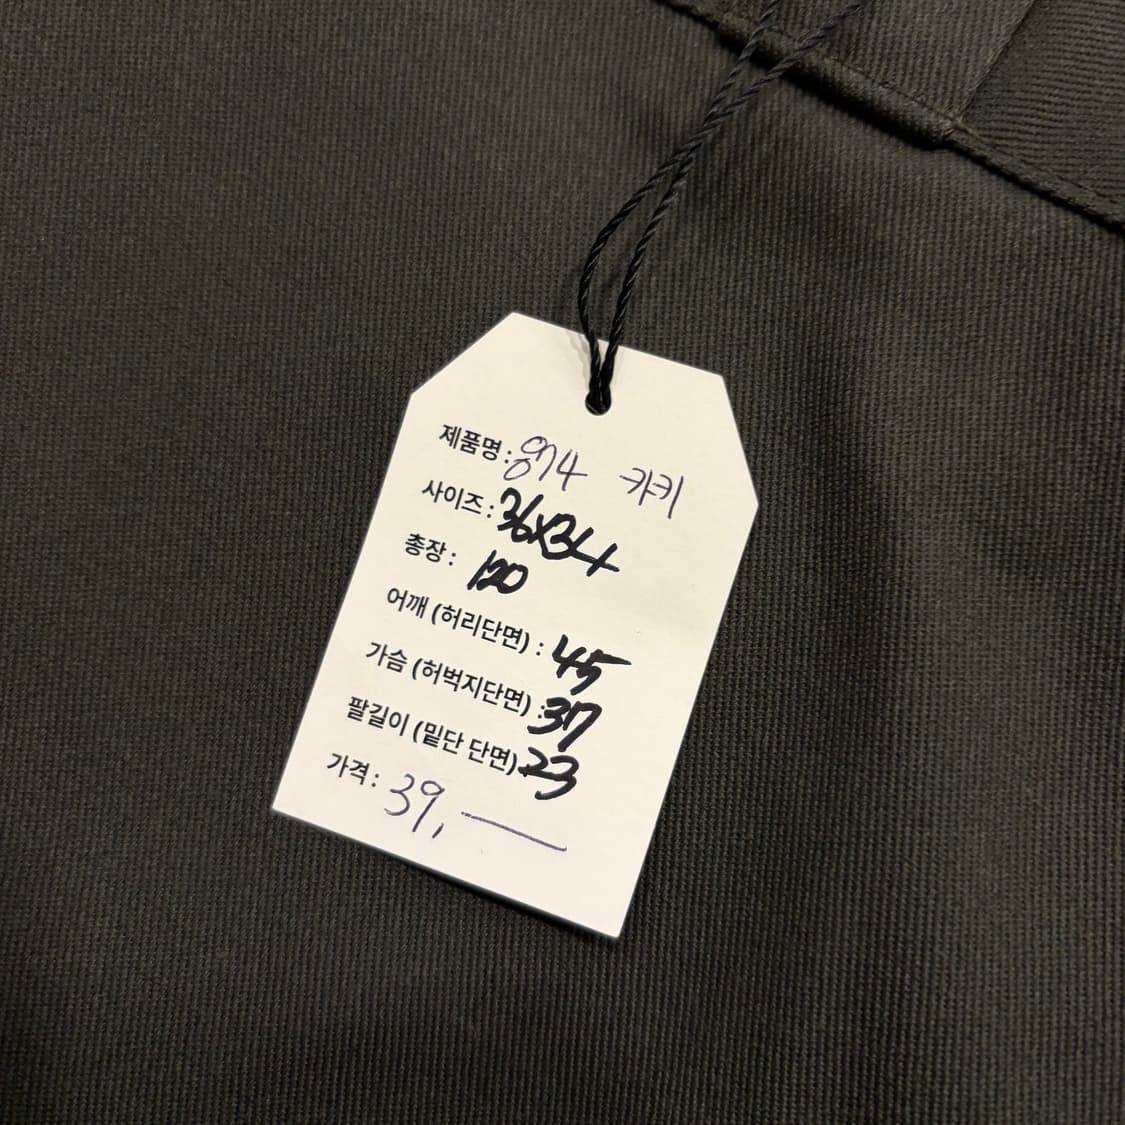 제품명: 874 카키
사이즈: 36x34
총장: 120
어깨 (허리단면) : 45
가슴 (허벅지단면) : 37
팔길이 (밑단 단면) 23
가격: 39,—